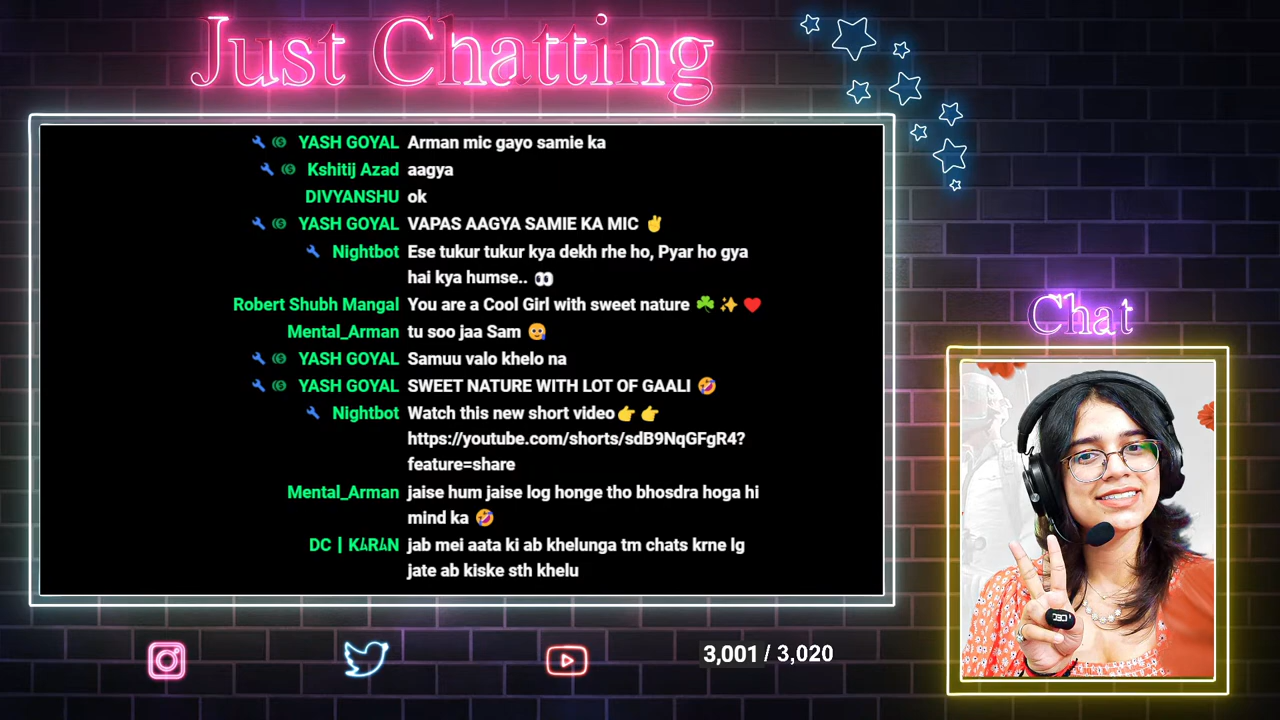 Just Chatting
YASH GOYAL Arman mic gayo samie ka
Kshitij Azad aagya
DIVYANSHU ok
YASH GOYAL VAPAS AAGYA SAMIE KA MIC ✌️
Nightbot Ese tukur tukur kya dekh rhe ho, Pyar ho gya
hai kya humse.. 👀
Robert Shubh Mangal You are a Cool Girl with sweet nature ☘️ ✨ ❤️
Mental_Arman tu soo jaa Sam 🤕
YASH GOYAL Samuu valo khelo na
YASH GOYAL SWEET NATURE WITH LOT OF GAALI 🤣
Nightbot Watch this new short video👉 👉
https://youtube.com/shorts/sdB9NqGFgR4?
feature=share
Mental_Arman jaise hum jaise log honge tho bhosdra hoga hi
mind ka 🤣
DC | KᗩRᗩN jab mei aata ki ab khelunga tm chats krne lg
jate ab kiske sth khelu
Chat
3,001 / 3,020